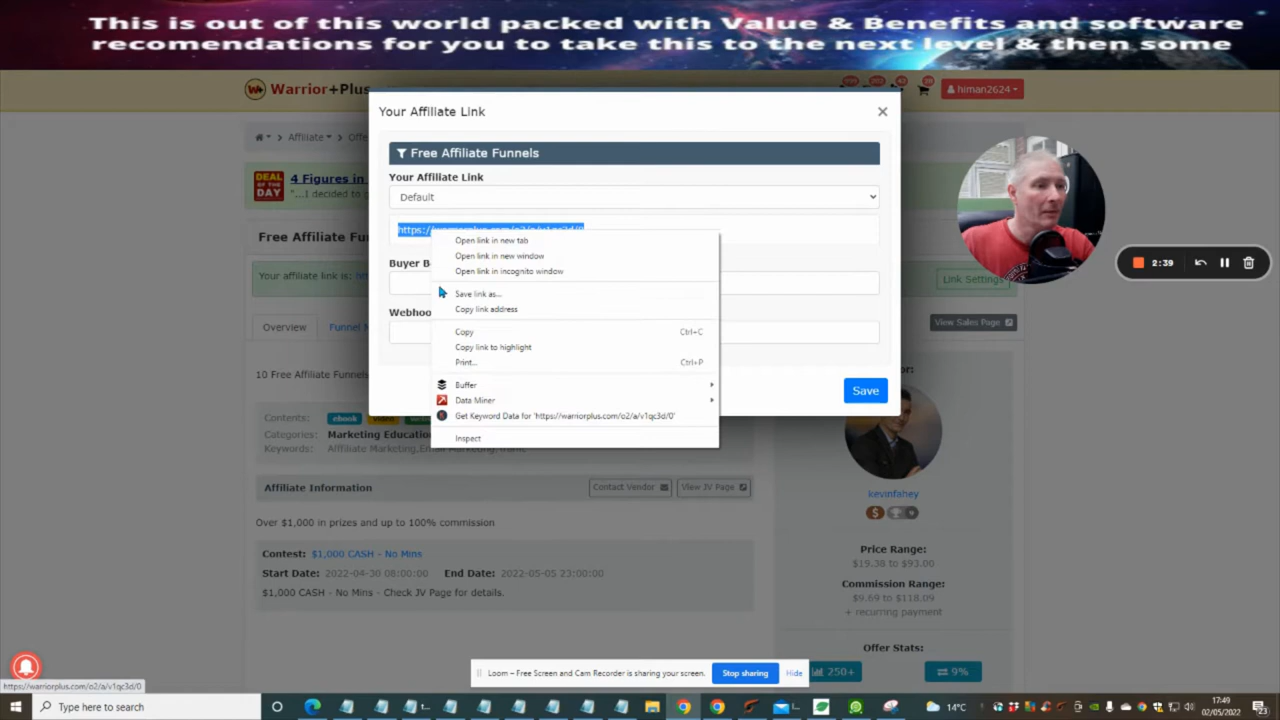 This is out of this world packed with Value & Benefits and software
recomendations for you to take this to the next level & then some
Warrior+Plus
himan2624
Your Affiliate Link
×
Affiliate
DEAL OF THE DAY
4 Figures in
"...I decided to
Free Affiliate Funnels
Your Affiliate Link
Default
https://
Your affiliate link is:
Link Settings
Buyer B
Webhoo
Open link in new tab
Open link in new window
Open link in incognito window
Save link as...
Copy link address
Copy Ctrl+C
Copy link to highlight
Print... Ctrl+P
Buffer
Data Miner
Get Keyword Data for 'https://warriorplus.com/o2/a/v1qc3d/0'
Inspect
Save
2:39
Overview
Funnel
View Sales Page
10 Free Affiliate Funnels
Contents: ebook
Categories: Marketing Education
Keywords: Affiliate Marketing,Email Marketing,
Affiliate Information
Contact Vendor
View JV Page
Over $1,000 in prizes and up to 100% commission
Contest: $1,000 CASH - No Mins
Start Date: 2022-04-30 08:00:00 End Date: 2022-05-05 23:00:00
$1,000 CASH - No Mins - Check JV Page for details.
kevinfahey
Price Range:
$19.38 to $93.00
Commission Range:
$9.69 to $118.09
+ recurring payment
Offer Stats:
250+
9%
Loom – Free Screen and Cam Recorder is sharing your screen.
Stop sharing
Hide
https://warriorplus.com/o2/a/v1qc3d/0
Type here to search
14°C
17:49
02/05/2022